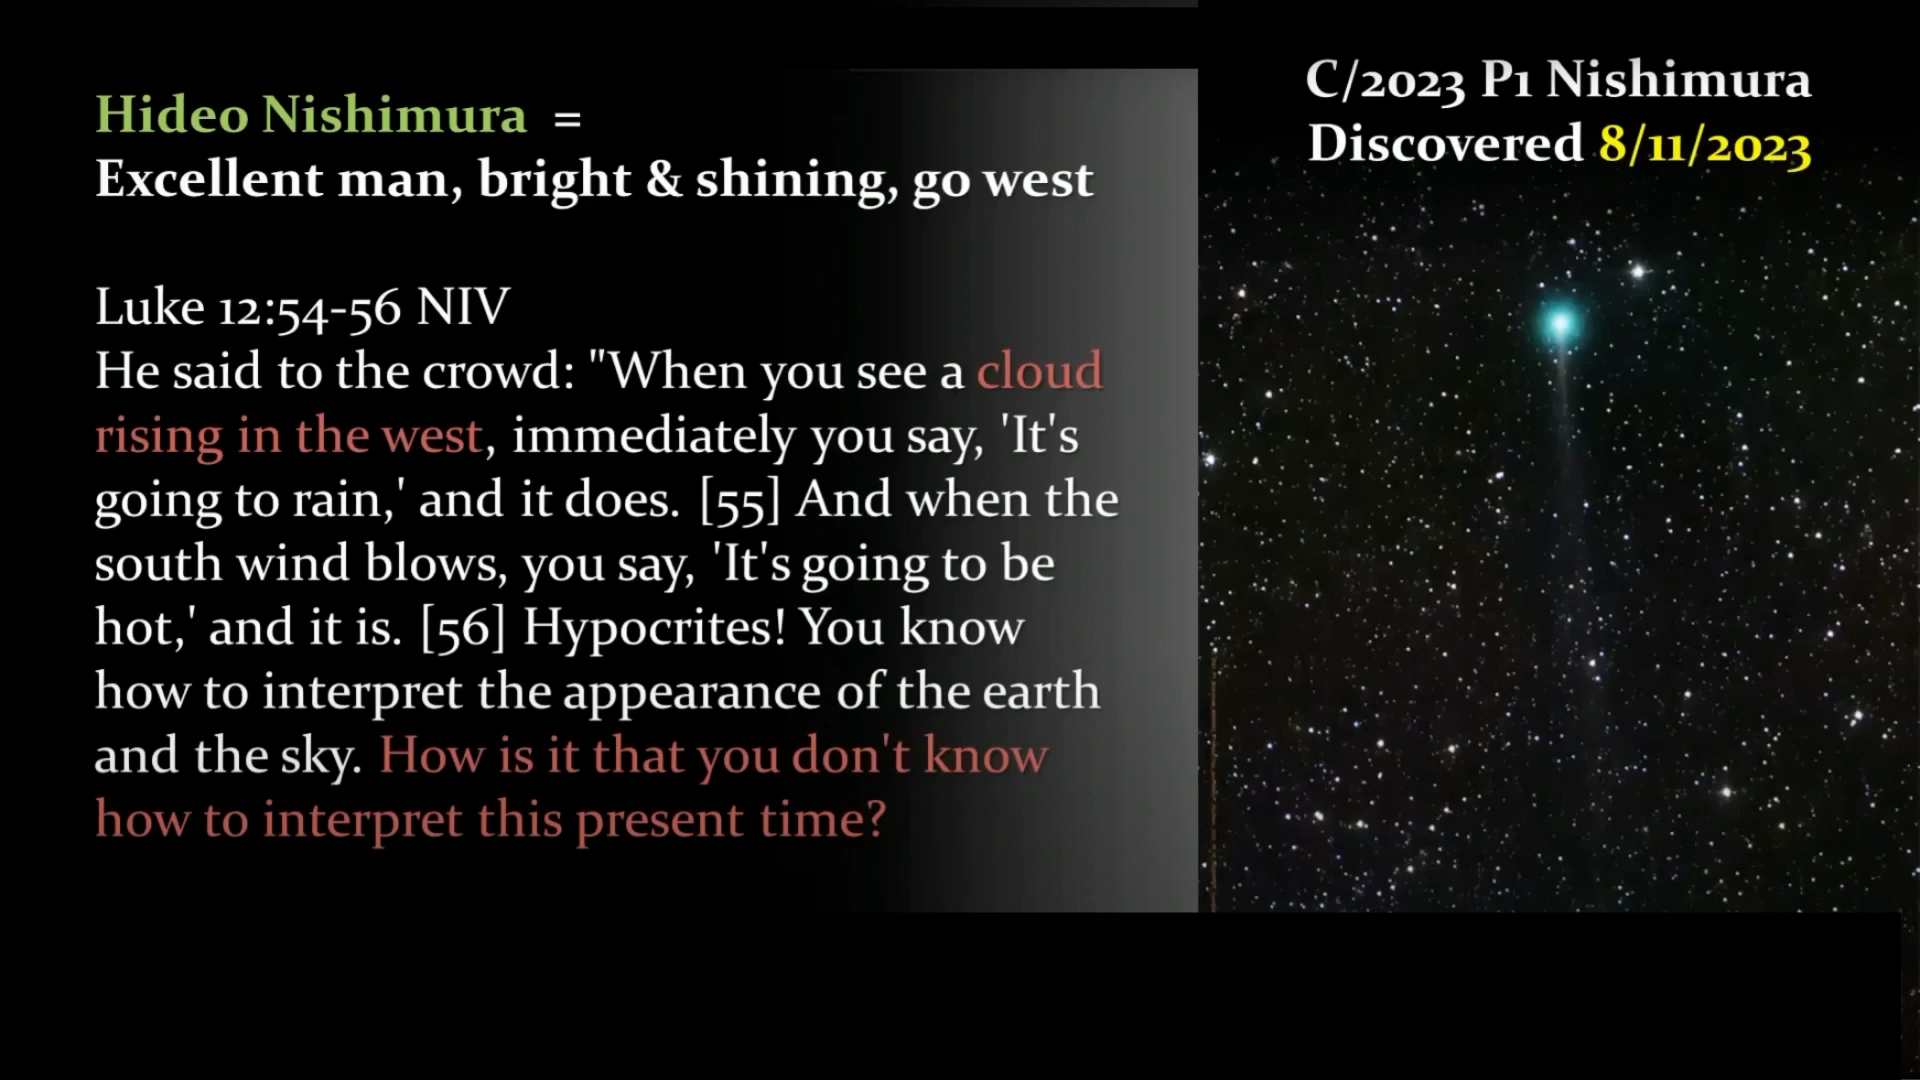 Hideo Nishimura =
Excellent man, bright & shining, go west
Luke 12:54-56 NIV
He said to the crowd: "When you see a cloud
rising in the west, immediately you say, 'It's
going to rain,' and it does. [55] And when the
south wind blows, you say, 'It's going to be
hot,' and it is. [56] Hypocrites! You know
how to interpret the appearance of the earth
and the sky. How is it that you don't know
how to interpret this present time?
C/2023 P1 Nishimura
Discovered 8/11/2023